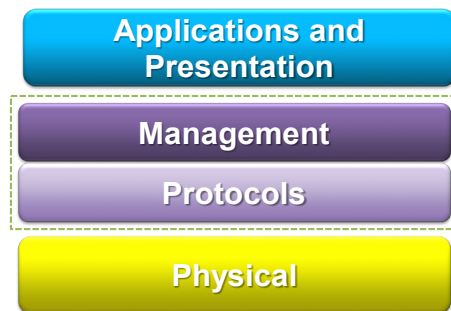 Applications and
Presentation
Management
Protocols
Physical